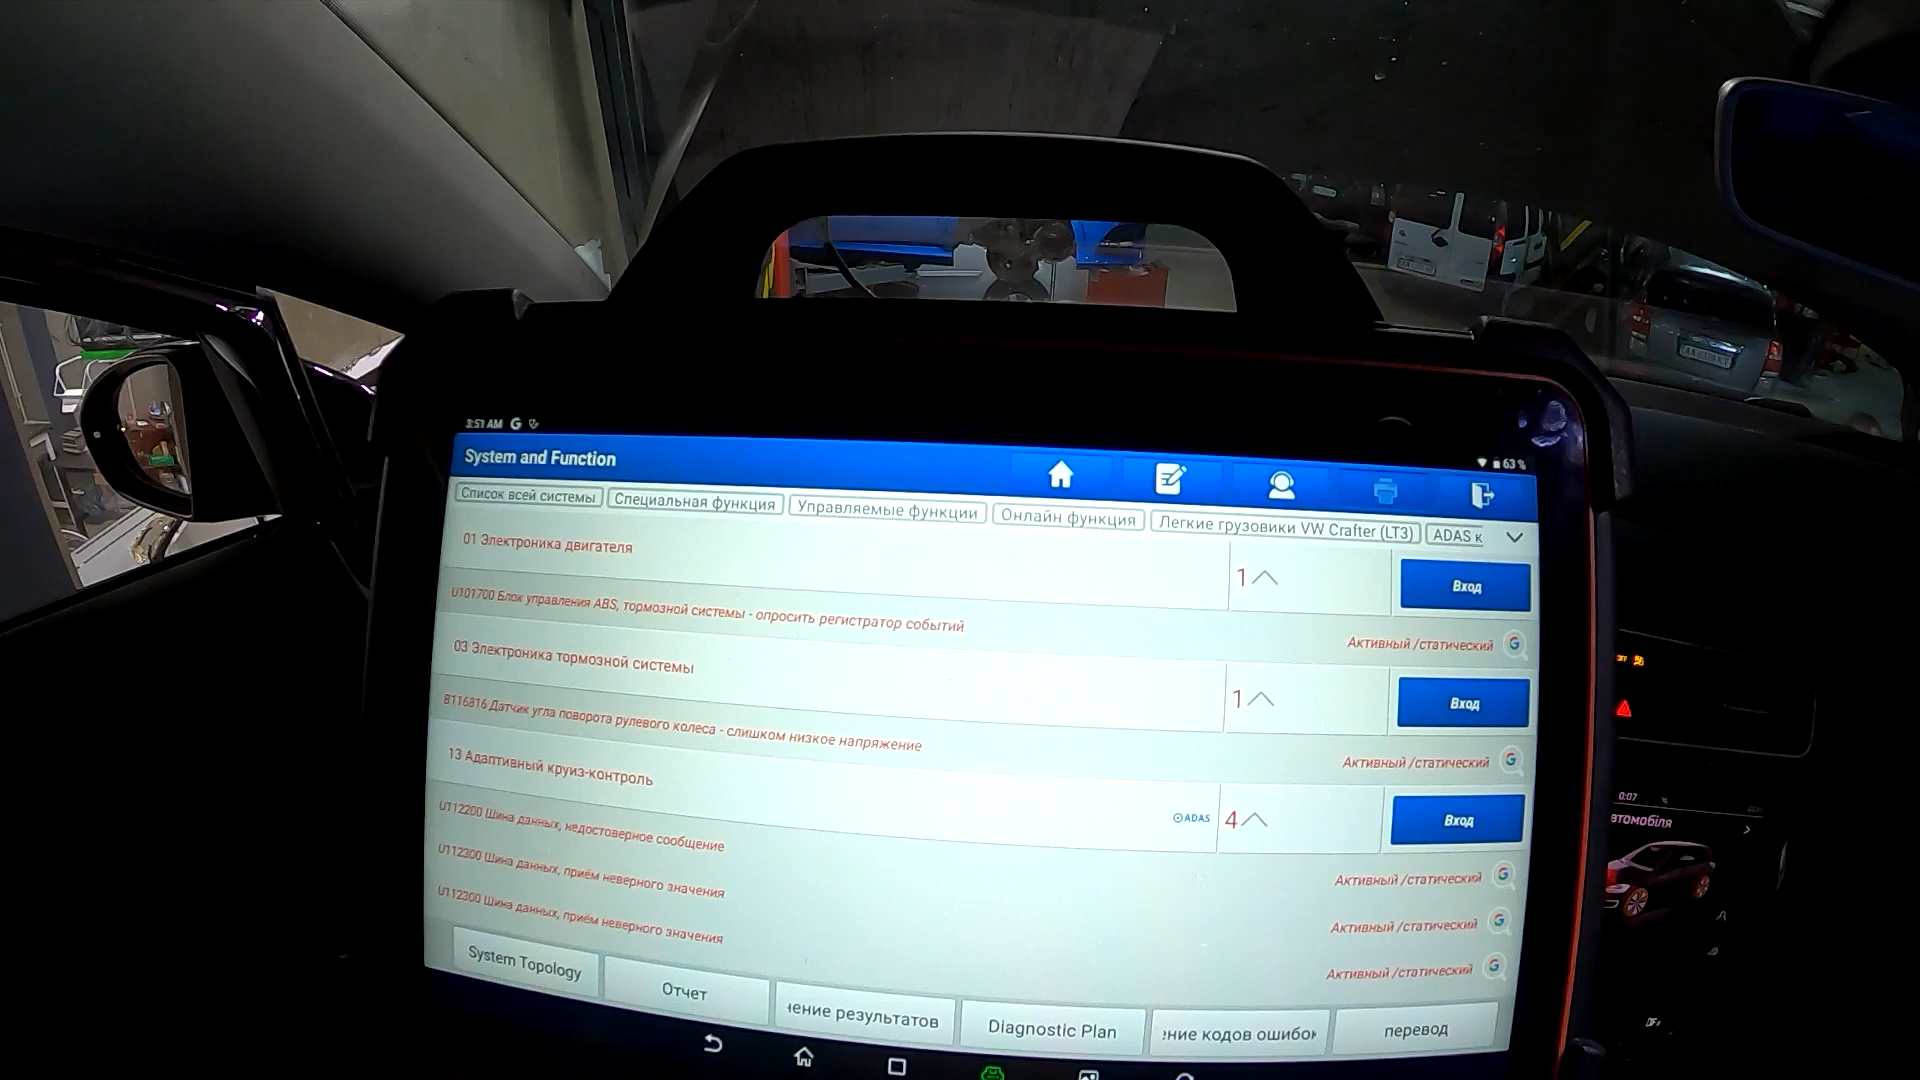 3:51 AM G
63 %
System and Function
Список всей системы
Специальная функция
Управляемые функции
Онлайн функция
Легкие грузовики VW Crafter (LT3)
ADAS к
01 Электроника двигателя
1
Вход
U101700 Блок управления ABS, тормозной системы - опросить регистратор событий
Активный /статический G
03 Электроника тормозной системы
1
Вход
B116816 Датчик угла поворота рулевого колеса - слишком низкое напряжение
Активный /статический G
13 Адаптивный круиз-контроль
ADAS
4
Вход
U112200 Шина данных, недостоверное сообщение
Активный /статический G
U112300 Шина данных, приём неверного значения
Активный /статический G
U112300 Шина данных, приём неверного значения
Активный /статический G
System Topology
Отчет
чение результатов
Diagnostic Plan
ние кодов ошибок
перевод
0:07
втомобіля